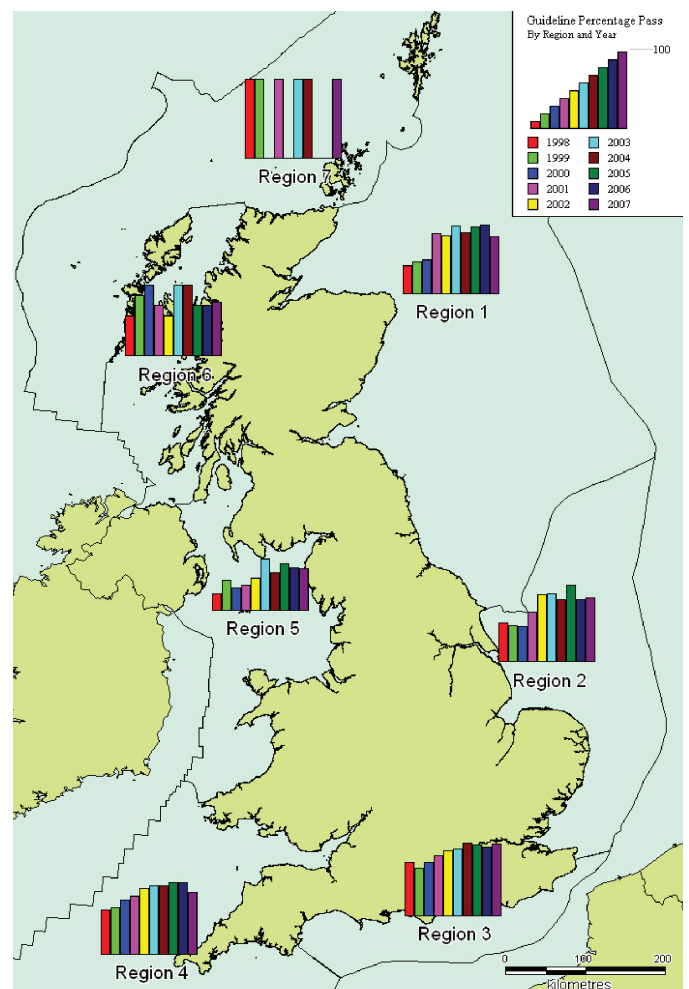 Guideline Percentage Pass
By Region and Year
100
1998 2003
1999 2004
2000 2005
2001 2006
2002 2007
Region 7
Region 1
Region 6
Region 5
Region 2
Region 3
Region 4
0 100 200
kilometres